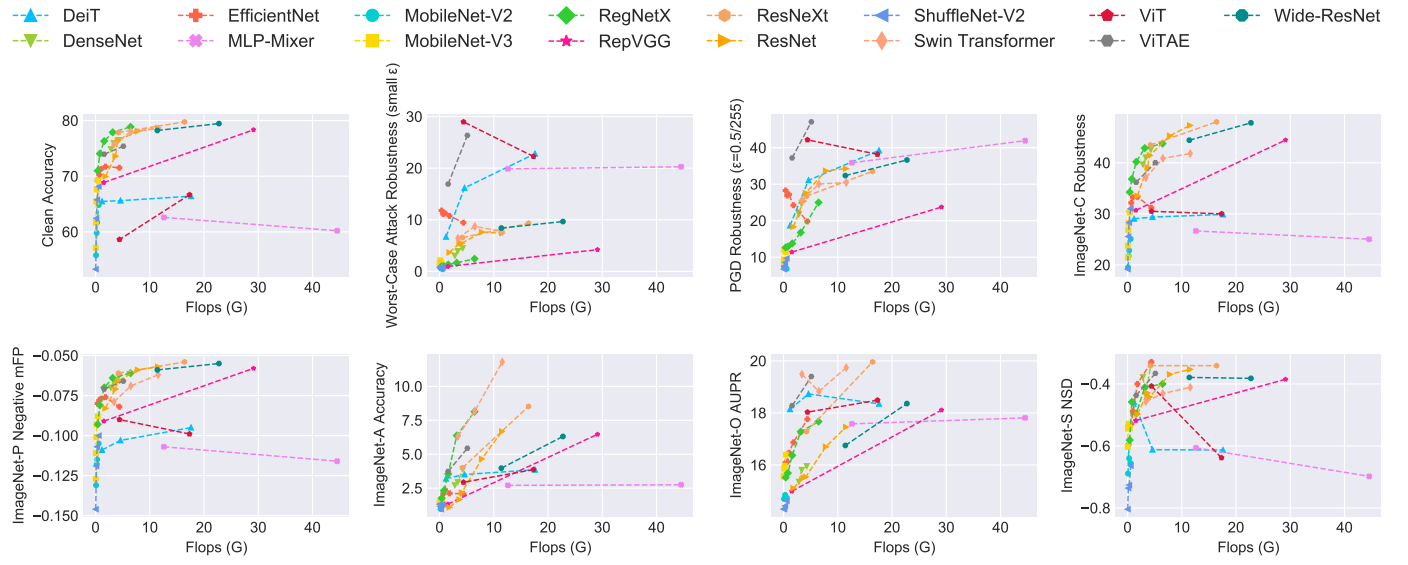 DeiT EfficientNet MobileNet-V2 RegNetX ResNeXt ShuffleNet-V2 ViT Wide-ResNet
DenseNet MLP-Mixer MobileNet-V3 RepVGG ResNet Swin Transformer ViTAE
Clean Accuracy
80
70
60
0 10 20 30 40
Flops (G)
Worst-Case Attack Robustness (small ε)
30
20
10
0
0 10 20 30 40
Flops (G)
PGD Robustness (ε=0.5/255)
40
30
20
10
0 10 20 30 40
Flops (G)
ImageNet-C Robustness
40
30
20
0 10 20 30 40
Flops (G)
ImageNet-P Negative mFP
−0.050
−0.075
−0.100
−0.125
−0.150
0 10 20 30 40
Flops (G)
ImageNet-A Accuracy
10.0
7.5
5.0
2.5
0 10 20 30 40
Flops (G)
ImageNet-O AUPR
20
18
16
0 10 20 30 40
Flops (G)
ImageNet-S NSD
−0.4
−0.6
−0.8
0 10 20 30 40
Flops (G)